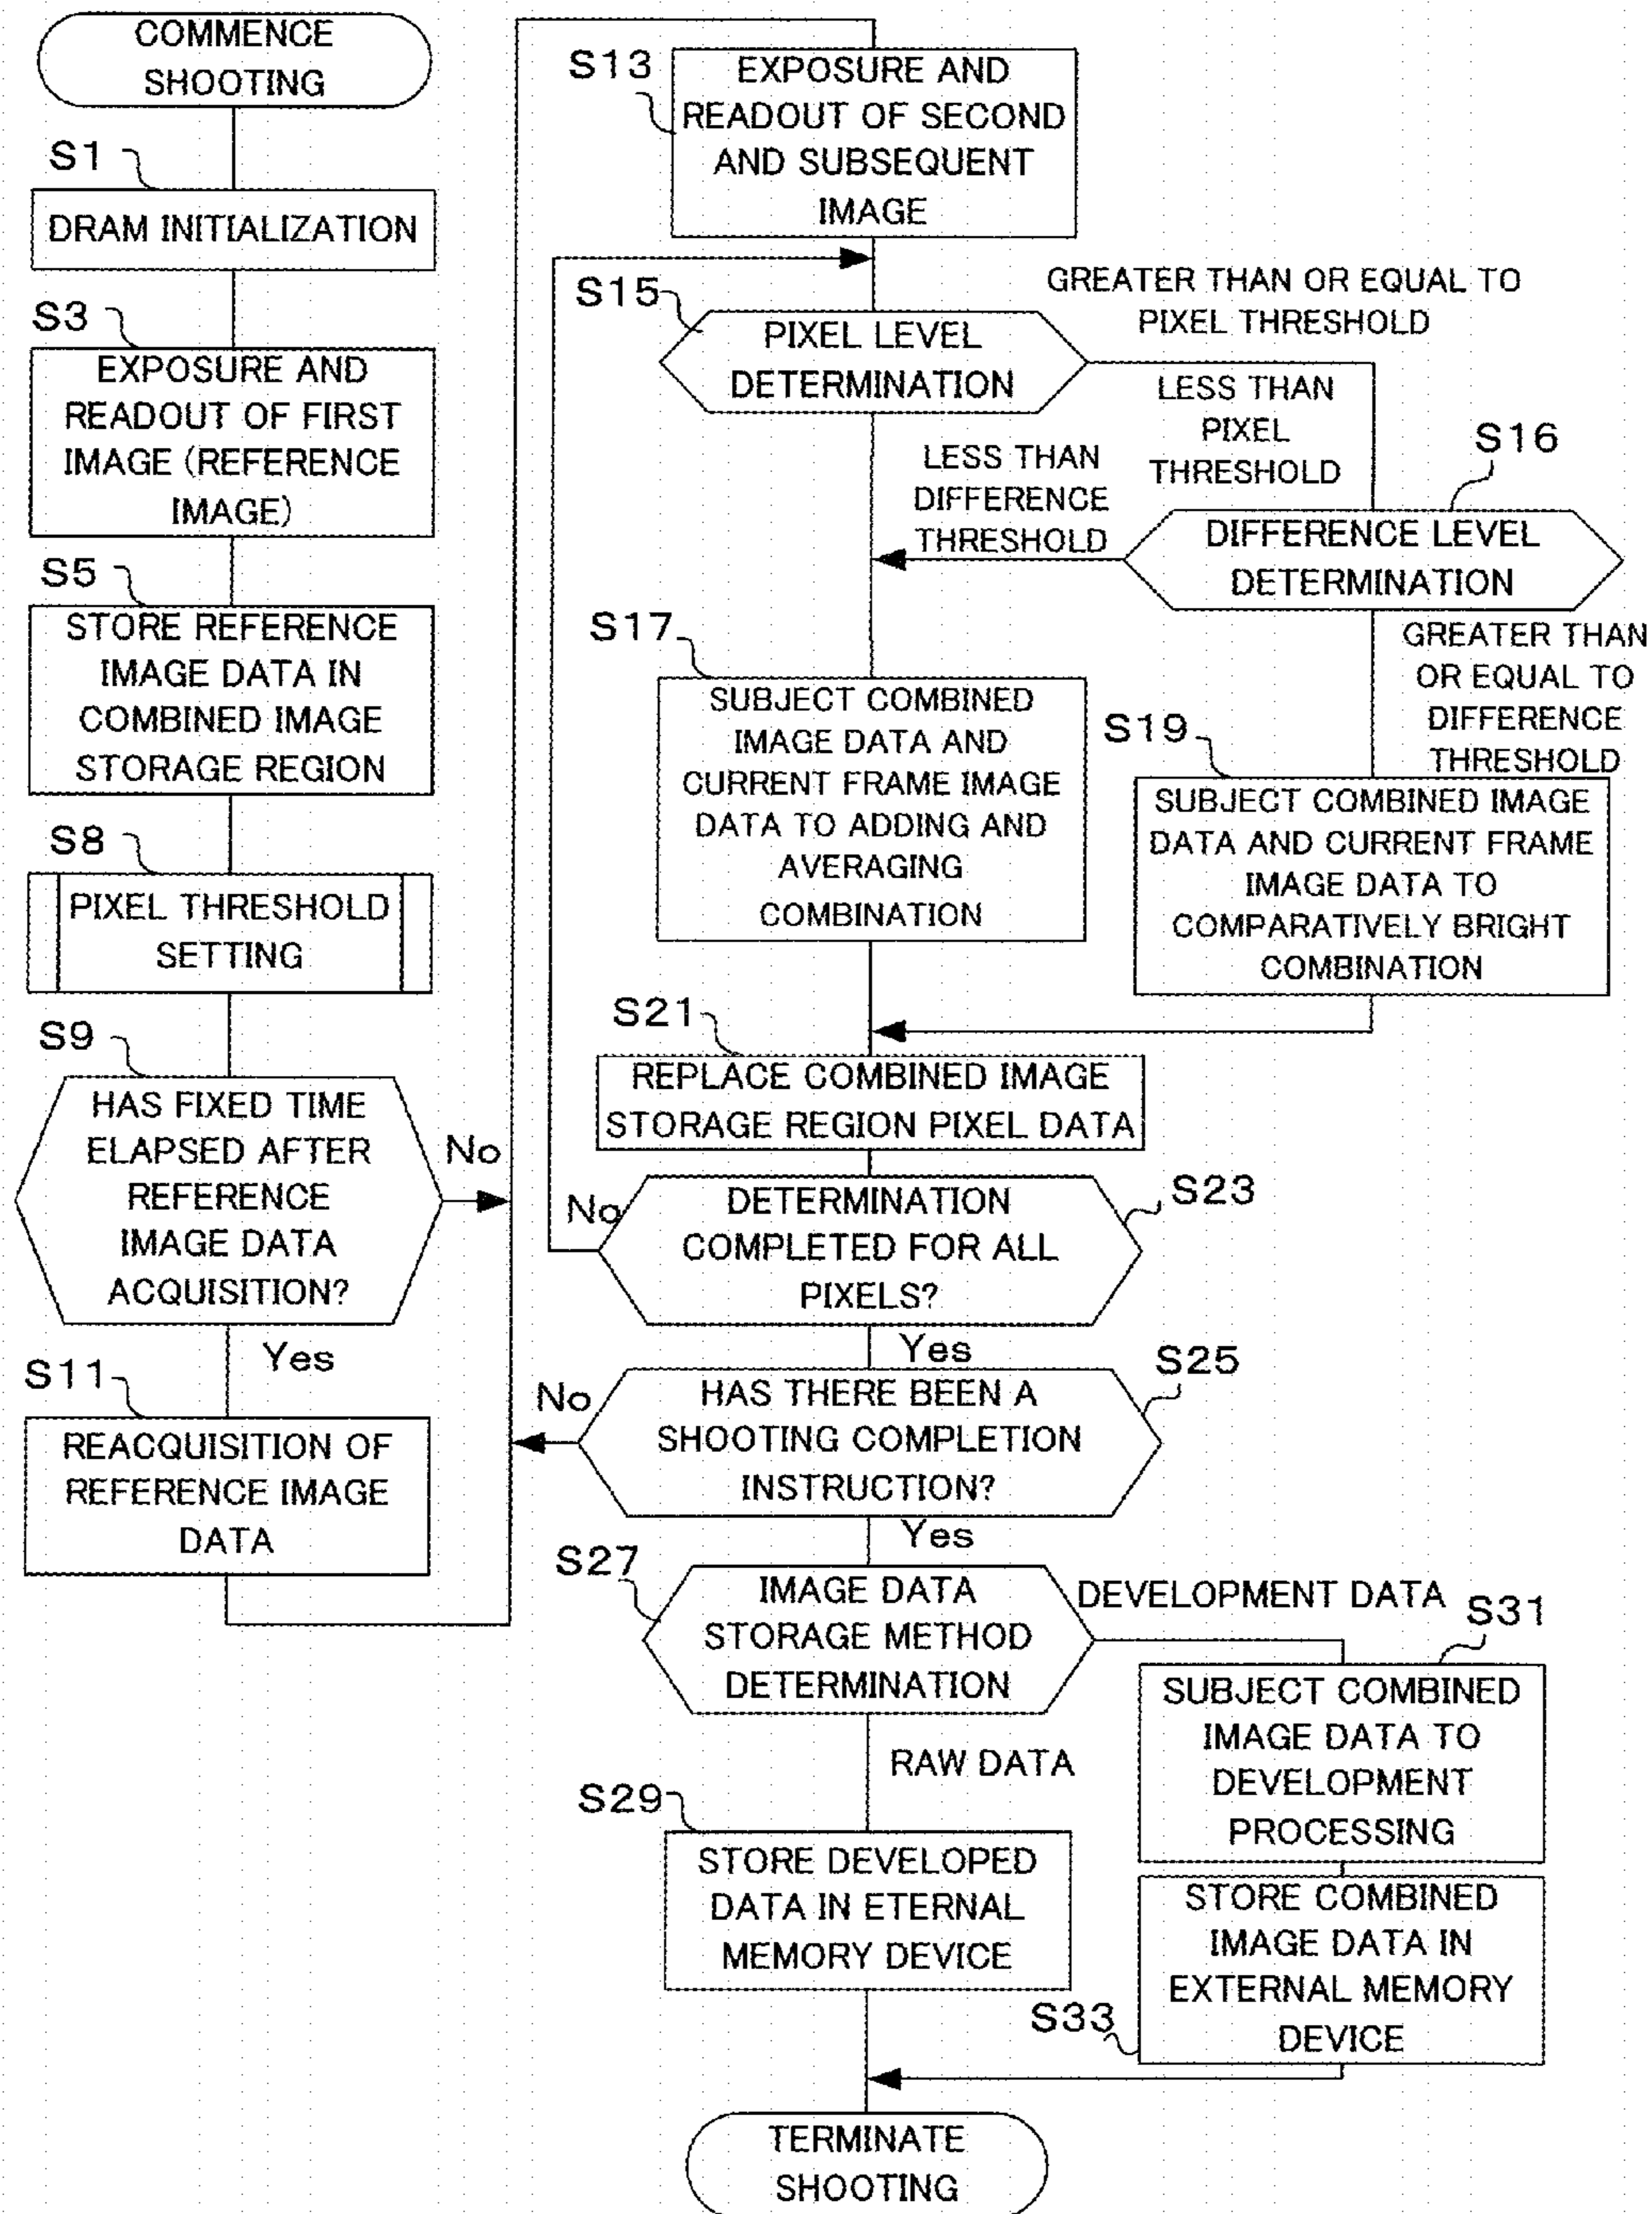 COMMENCE
SHOOTING
S1
DRAM INITIALIZATION
S3
EXPOSURE AND
READOUT OF FIRST
IMAGE (REFERENCE
IMAGE)
S5
STORE REFERENCE
IMAGE DATA IN
COMBINED IMAGE
STORAGE REGION
S8
PIXEL THRESHOLD
SETTING
S9
HAS FIXED TIME
ELAPSED AFTER
REFERENCE
IMAGE DATA
ACQUISITION?
No
Yes
S11
REACQUISITION OF
REFERENCE IMAGE
DATA
S13
EXPOSURE AND
READOUT OF SECOND
AND SUBSEQUENT
IMAGE
S15
PIXEL LEVEL
DETERMINATION
GREATER THAN OR EQUAL TO
PIXEL THRESHOLD
LESS THAN
PIXEL
THRESHOLD
S16
DIFFERENCE LEVEL
DETERMINATION
LESS THAN
DIFFERENCE
THRESHOLD
GREATER THAN
OR EQUAL TO
DIFFERENCE
THRESHOLD
S17
SUBJECT COMBINED
IMAGE DATA AND
CURRENT FRAME IMAGE
DATA TO ADDING AND
AVERAGING
COMBINATION
S19
SUBJECT COMBINED IMAGE
DATA AND CURRENT FRAME
IMAGE DATA TO
COMPARATIVELY BRIGHT
COMBINATION
S21
REPLACE COMBINED IMAGE
STORAGE REGION PIXEL DATA
S23
DETERMINATION
COMPLETED FOR ALL
PIXELS?
No
Yes
S25
HAS THERE BEEN A
SHOOTING COMPLETION
INSTRUCTION?
No
Yes
S27
IMAGE DATA
STORAGE METHOD
DETERMINATION
DEVELOPMENT DATA
RAW DATA
S29
STORE DEVELOPED
DATA IN ETERNAL
MEMORY DEVICE
S31
SUBJECT COMBINED
IMAGE DATA TO
DEVELOPMENT
PROCESSING
STORE COMBINED
IMAGE DATA IN
EXTERNAL MEMORY
DEVICE
S33
TERMINATE
SHOOTING